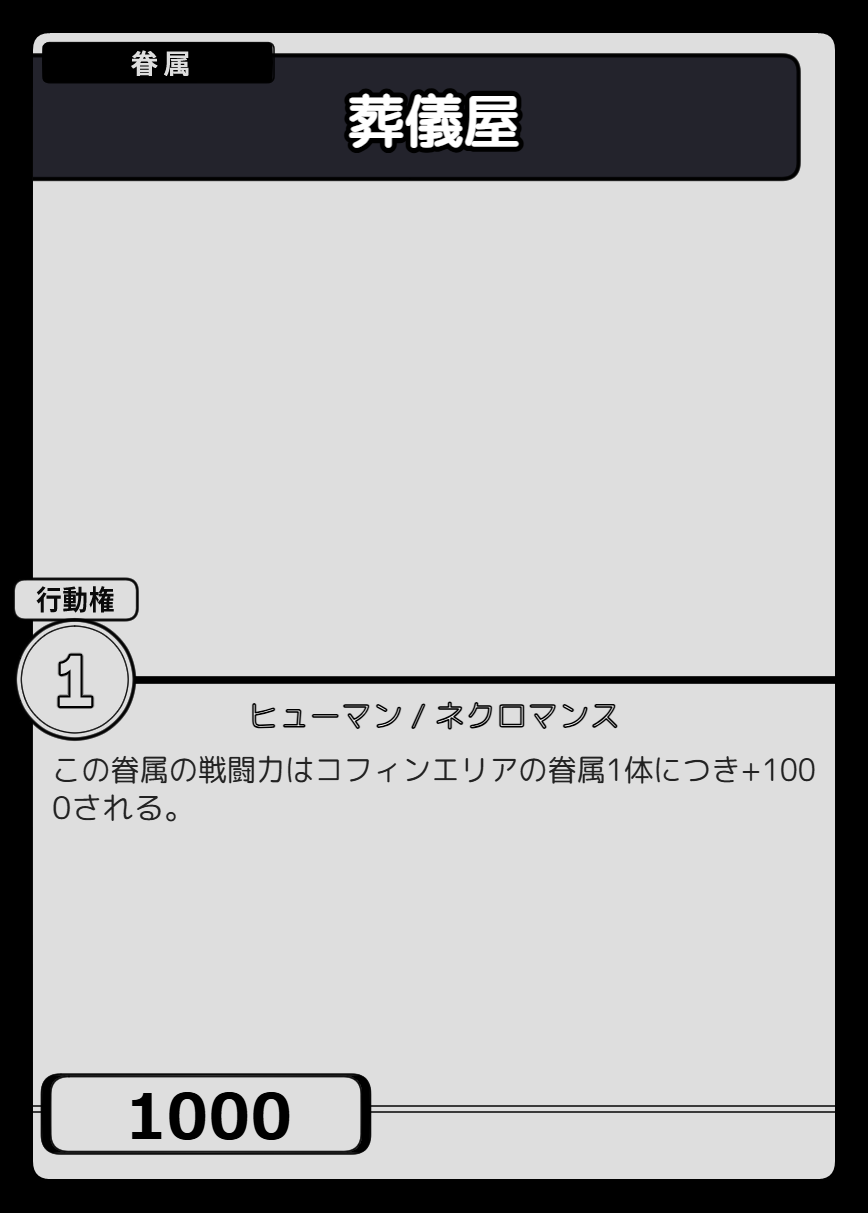 眷属
葬儀屋
行動権
1
ヒューマン / ネクロマンス
この眷属の戦闘力はコフィンエリアの眷属1体につき+100
0される。
1000